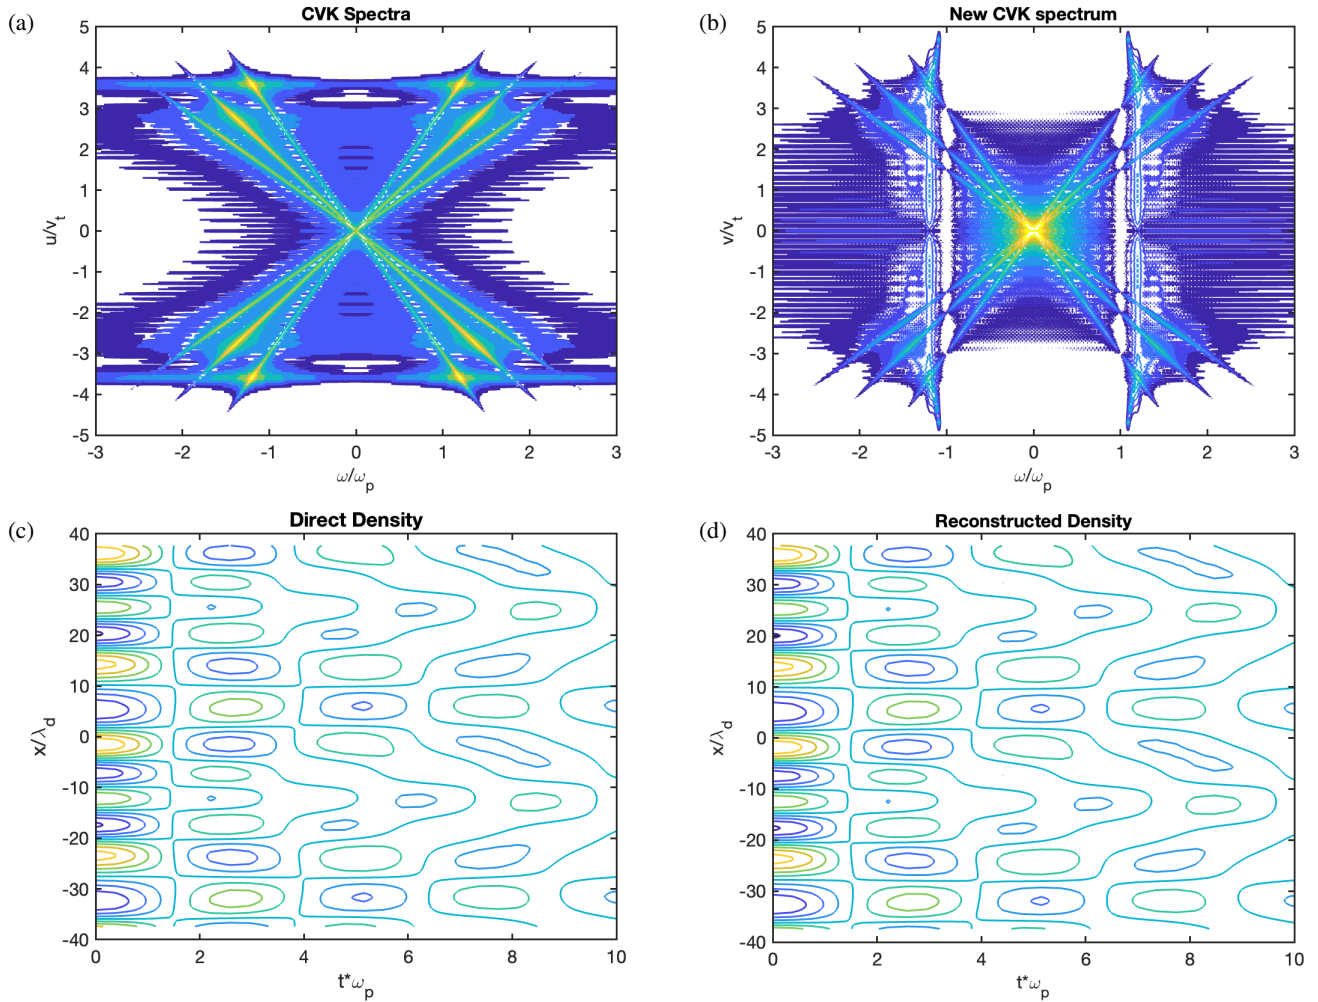 (a)
CVK Spectra
5
4
3
2
1
0
-1
-2
-3
-4
-5
u/v_t
-3 -2 -1 0 1 2 3
ω/ω_p
(b)
New CVK spectrum
5
4
3
2
1
0
-1
-2
-3
-4
-5
v/v_t
-3 -2 -1 0 1 2 3
ω/ω_p
(c)
Direct Density
40
30
20
10
0
-10
-20
-30
-40
x/λ_d
0 2 4 6 8 10
t*ω_p
(d)
Reconstructed Density
40
30
20
10
0
-10
-20
-30
-40
x/λ_d
0 2 4 6 8 10
t*ω_p